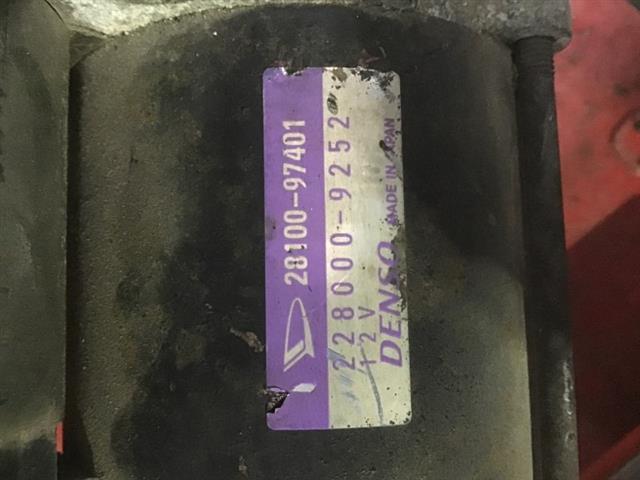 28100-97401
228000-9252
12V
DENSO MADE IN JAPAN